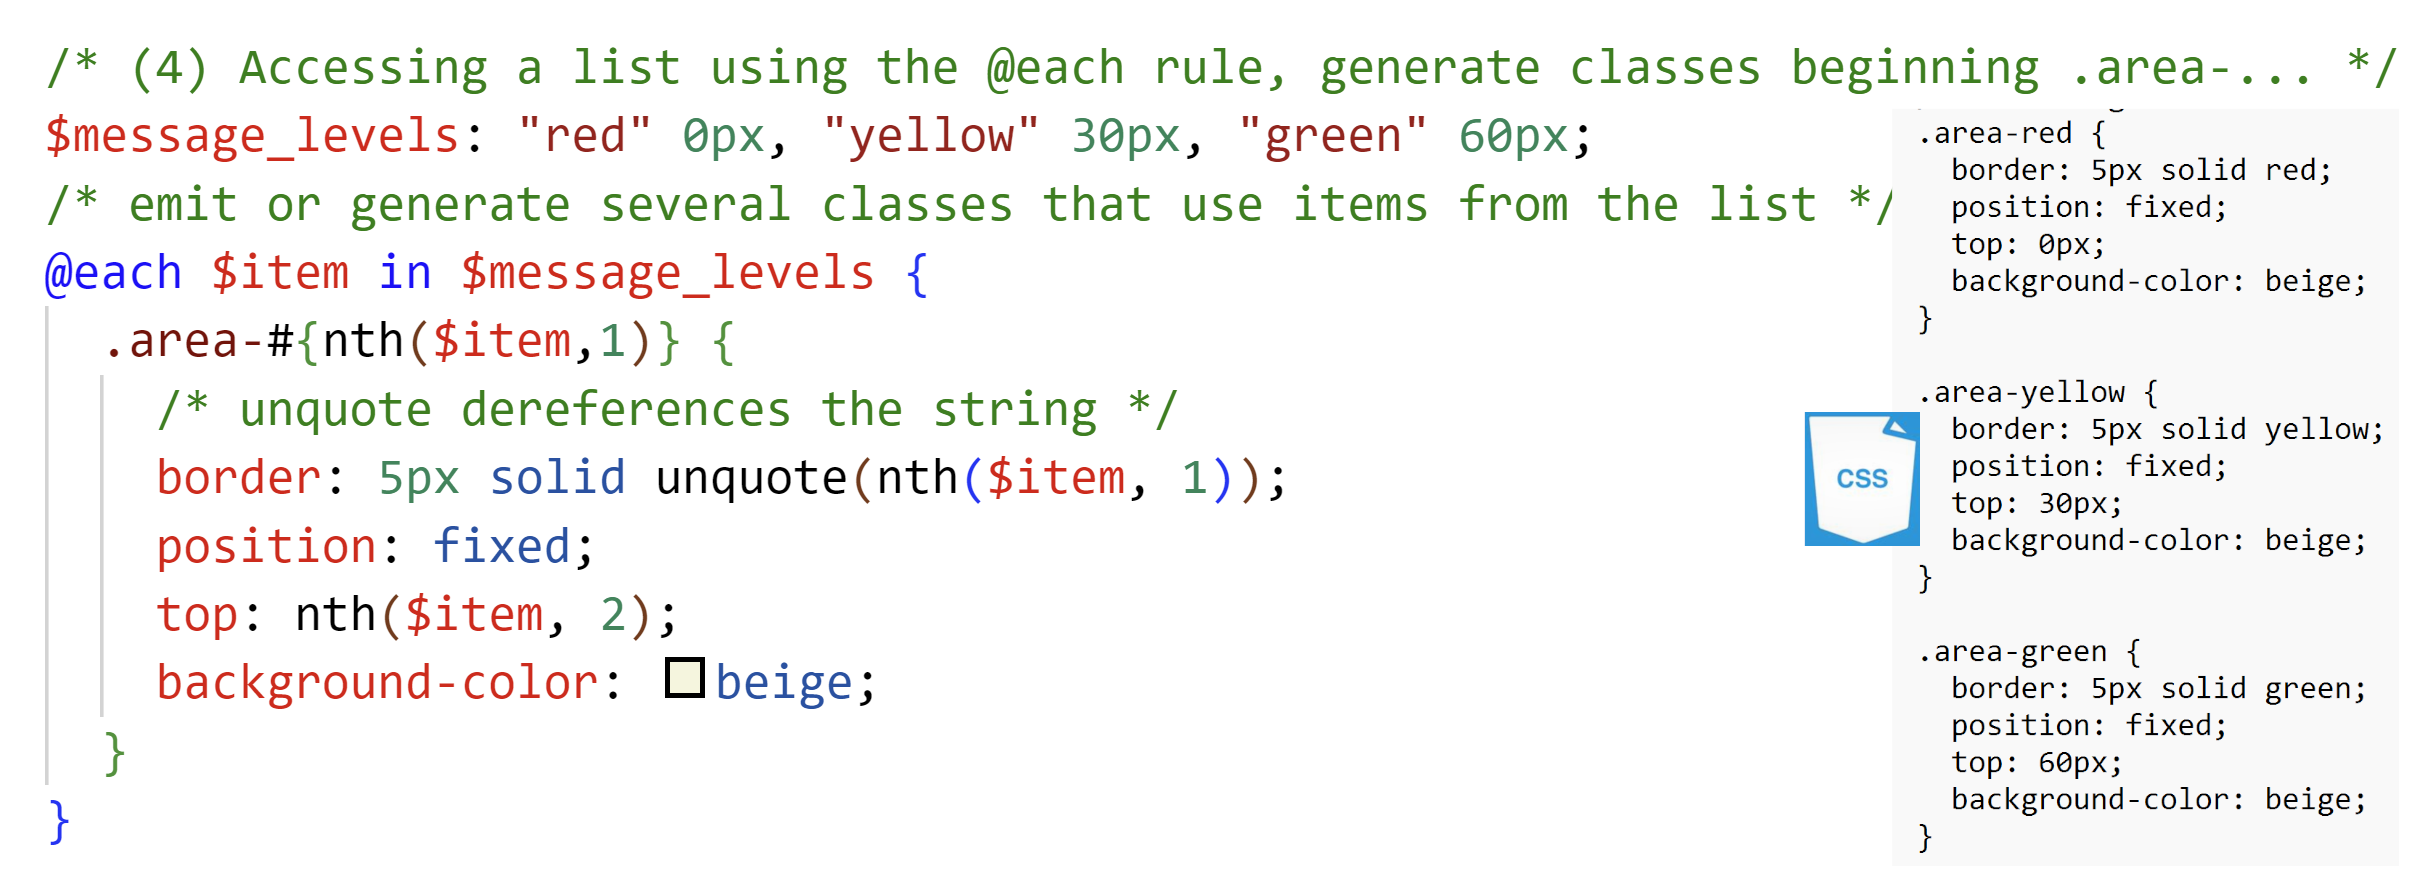 /* (4) Accessing a list using the @each rule, generate classes beginning .area-... */
$message_levels: "red" 0px, "yellow" 30px, "green" 60px;
/* emit or generate several classes that use items from the list */
@each $item in $message_levels {
  .area-#{nth($item,1)} {
    /* unquote dereferences the string */
    border: 5px solid unquote(nth($item, 1));
    position: fixed;
    top: nth($item, 2);
    background-color: beige;
  }
}
.area-red {
  border: 5px solid red;
  position: fixed;
  top: 0px;
  background-color: beige;
}
.area-yellow {
  border: 5px solid yellow;
  position: fixed;
  top: 30px;
  background-color: beige;
}
.area-green {
  border: 5px solid green;
  position: fixed;
  top: 60px;
  background-color: beige;
}
CSS